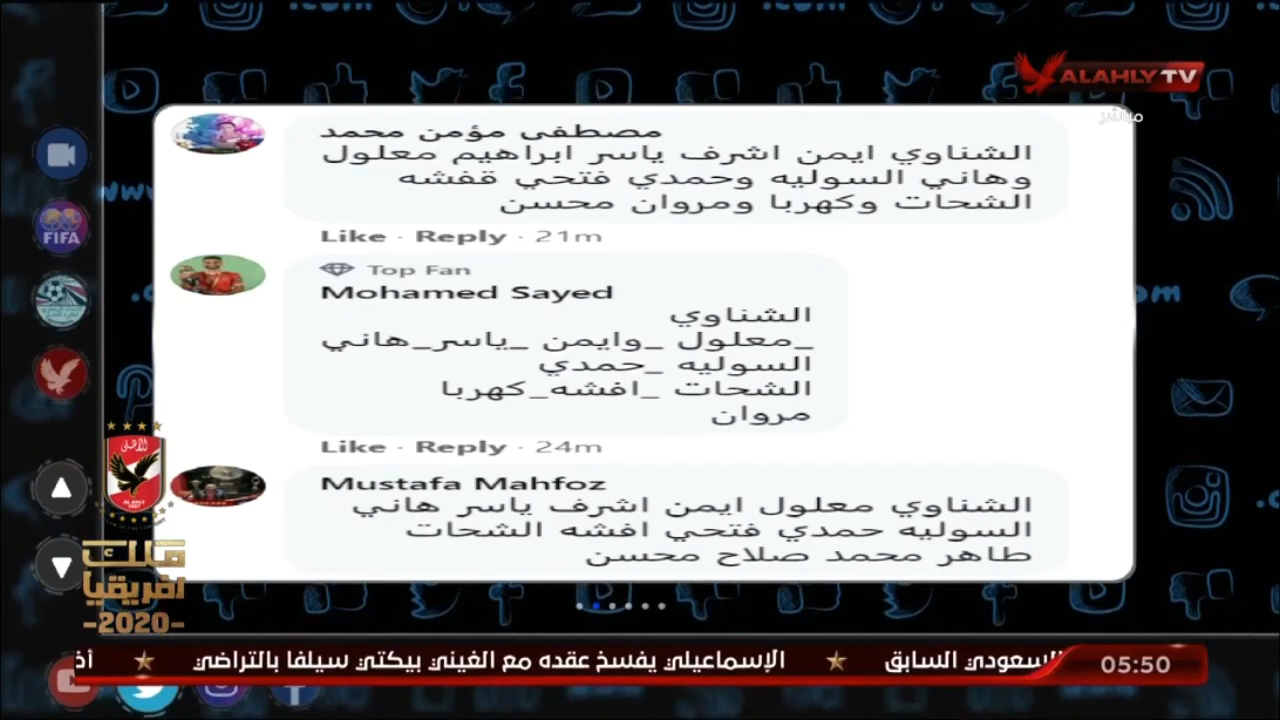 ALAHLY TV
مباشر
مصطفى مؤمن محمد
الشناوي ايمن اشرف ياسر ابراهيم معلول
وهاني السوليه وحمدي فتحي قفشه
الشحات وكهربا ومروان محسن
Like · Reply · 21m
Top Fan
Mohamed Sayed
الشناوي
_معلول _وايمن _ياسر_هاني
السوليه _حمدي
الشحات _افشه_كهربا
مروان
Like · Reply · 24m
Mustafa Mahfoz
الشناوي معلول ايمن اشرف ياسر هاني
السوليه حمدي فتحي افشه الشحات
طاهر محمد صلاح محسن
FIFA
ملك
افريقيا
-2020-
السعودي السابق ★ الإسماعيلي يفسخ عقده مع الغيني بيكتي سيلفا بالتراضي ★
05:50